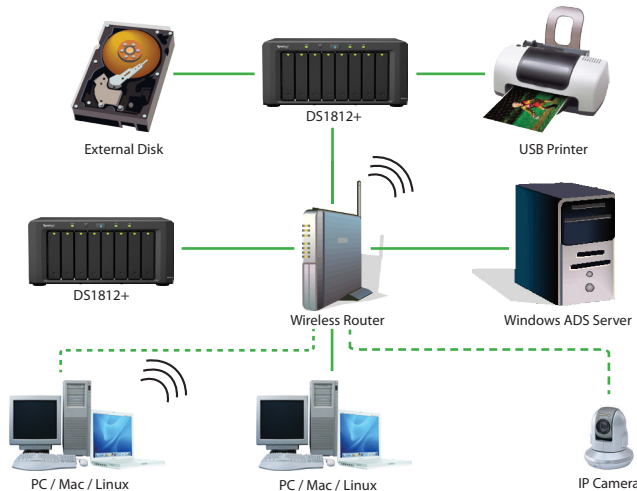 DS1812+
External Disk
USB Printer
DS1812+
Wireless Router
Windows ADS Server
PC / Mac / Linux
PC / Mac / Linux
IP Camera